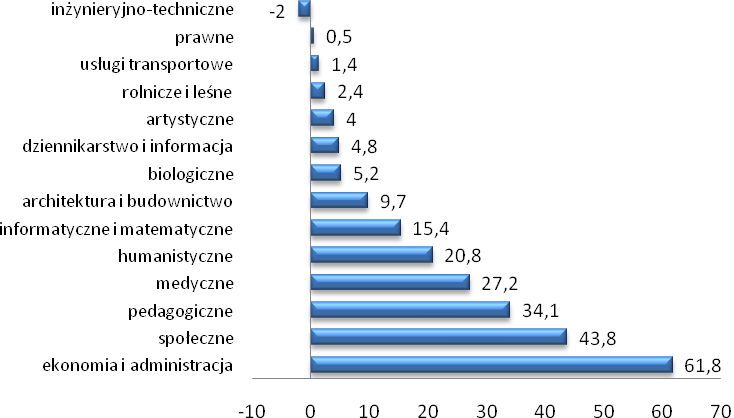 inżynieryjno-techniczne -2
prawne 0,5
usługi transportowe 1,4
rolnicze i leśne 2,4
artystyczne 4
dziennikarstwo i informacja 4,8
biologiczne 5,2
architektura i budownictwo 9,7
informatyczne i matematyczne 15,4
humanistyczne 20,8
medyczne 27,2
pedagogiczne 34,1
społeczne 43,8
ekonomia i administracja 61,8
-10 0 10 20 30 40 50 60 70